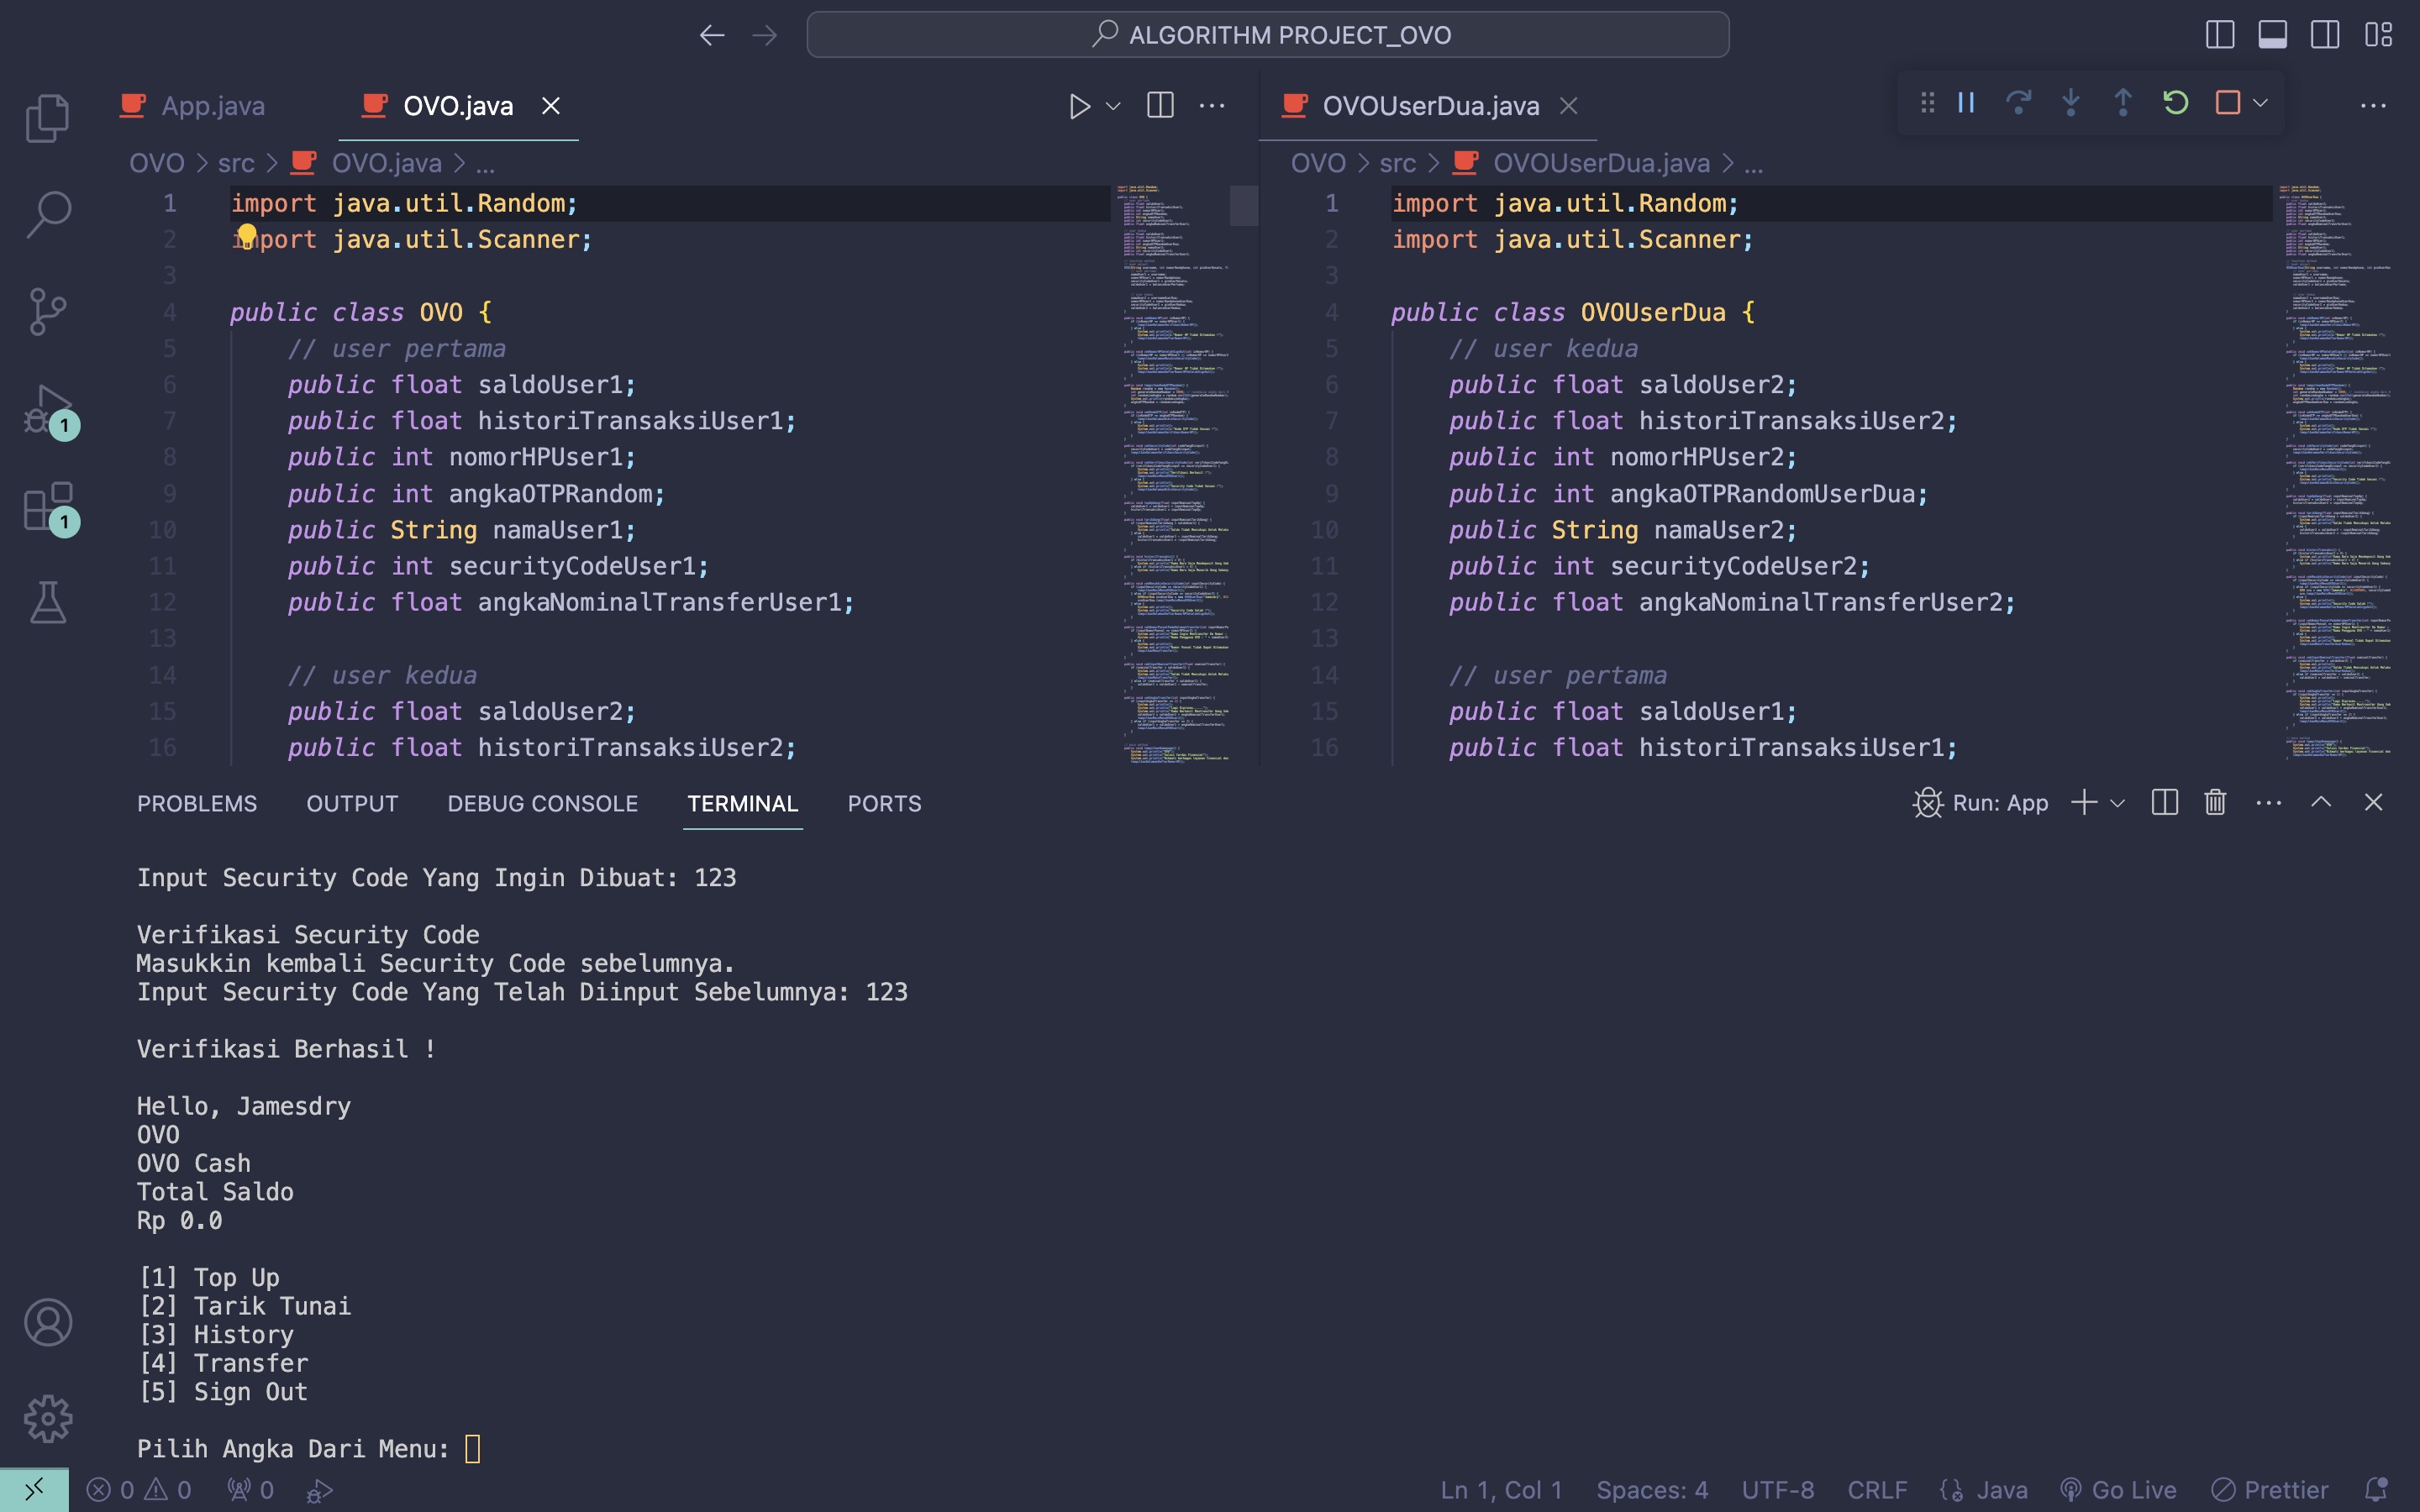 ALGORITHM PROJECT_OVO
App.java
OVO.java
OVO > src > OVO.java > ...
1 import java.util.Random;
2 import java.util.Scanner;
3
4 public class OVO {
5 // user pertama
6 public float saldoUser1;
7 public float historiTransaksiUser1;
8 public int nomorHPUser1;
9 public int angkaOTPRandom;
10 public String namaUser1;
11 public int securityCodeUser1;
12 public float angkaNominalTransferUser1;
13
14 // user kedua
15 public float saldoUser2;
16 public float historiTransaksiUser2;
OVOUserDua.java
OVO > src > OVOUserDua.java > ...
1 import java.util.Random;
2 import java.util.Scanner;
3
4 public class OVOUserDua {
5 // user kedua
6 public float saldoUser2;
7 public float historiTransaksiUser2;
8 public int nomorHPUser2;
9 public int angkaOTPRandomUserDua;
10 public String namaUser2;
11 public int securityCodeUser2;
12 public float angkaNominalTransferUser2;
13
14 // user pertama
15 public float saldoUser1;
16 public float historiTransaksiUser1;
1
1
PROBLEMS OUTPUT DEBUG CONSOLE TERMINAL PORTS
Run: App
Input Security Code Yang Ingin Dibuat: 123
Verifikasi Security Code
Masukkin kembali Security Code sebelumnya.
Input Security Code Yang Telah Diinput Sebelumnya: 123
Verifikasi Berhasil !
Hello, Jamesdry
OVO
OVO Cash
Total Saldo
Rp 0.0
[1] Top Up
[2] Tarik Tunai
[3] History
[4] Transfer
[5] Sign Out
Pilih Angka Dari Menu:
0 0 0
Ln 1, Col 1 Spaces: 4 UTF-8 CRLF Java Go Live Prettier